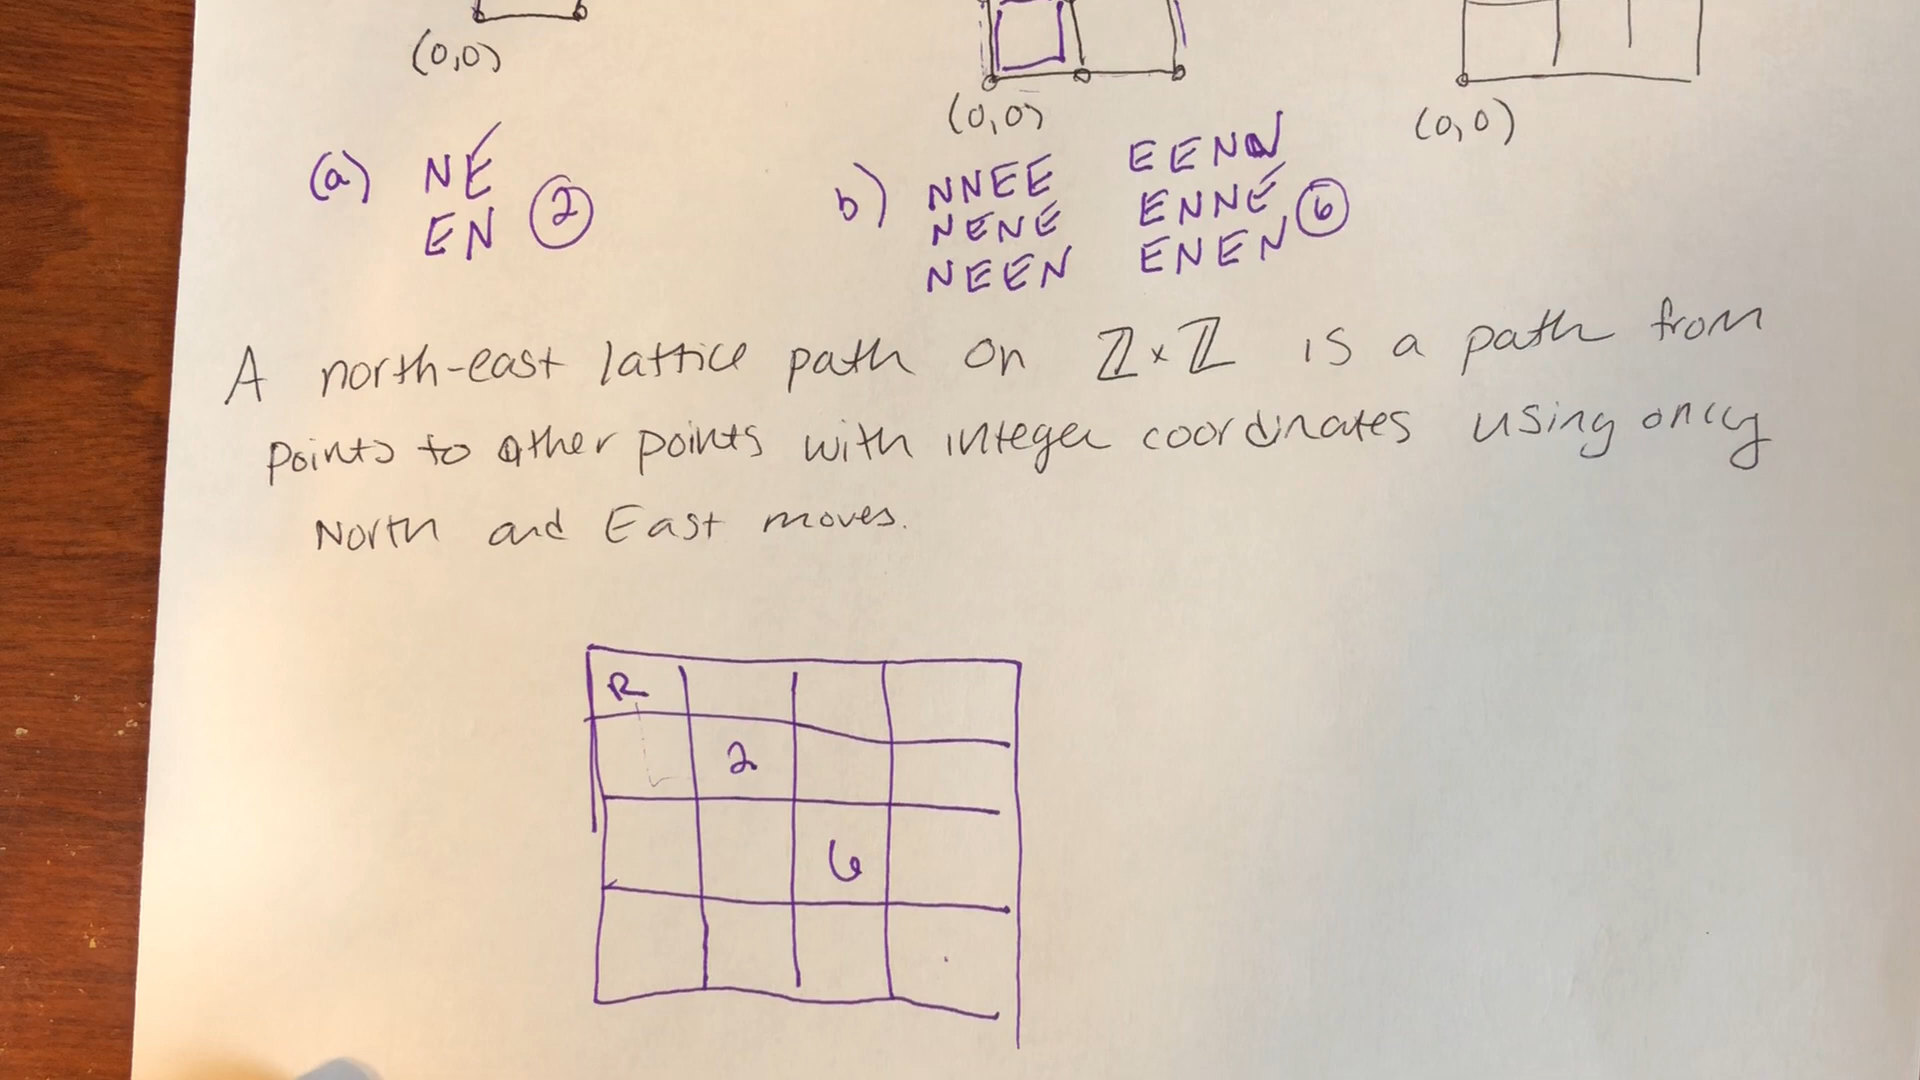 (0,0)
(0,0)
(0,0)
(a) NE
EN 2
b) NNEE EENN
NENE ENNE 6
NEEN ENEN
A north-east lattice path on ℤ×ℤ is a path from
points to other points with integer coordinates using only
North and East moves.
R
2
6